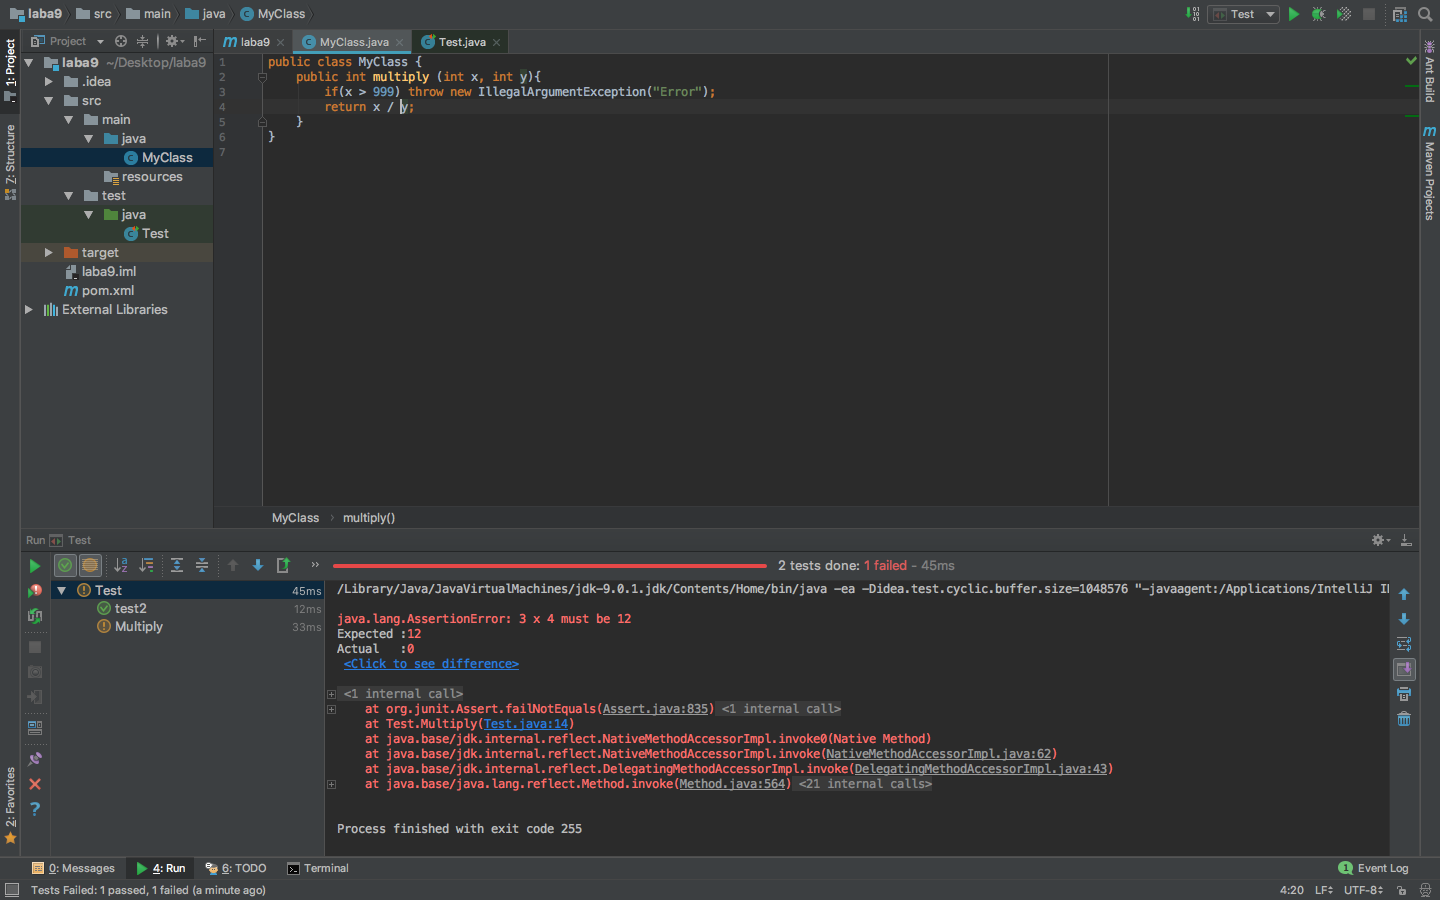 laba9 src main java MyClass
Test
1: Project
Project
laba9 ~/Desktop/laba9
.idea
src
main
java
MyClass
resources
test
java
Test
target
laba9.iml
pom.xml
External Libraries
7: Structure
2: Favorites
m laba9
MyClass.java
Test.java
1 public class MyClass {
2 public int multiply (int x, int y){
3 if(x > 999) throw new IllegalArgumentException("Error");
4 return x / y;
5 }
6 }
7
MyClass multiply()
Ant Build
Maven Projects
Run Test
2 tests done: 1 failed - 45ms
Test 45ms
test2 12ms
Multiply 33ms
/Library/Java/JavaVirtualMachines/jdk-9.0.1.jdk/Contents/Home/bin/java -ea -Didea.test.cyclic.buffer.size=1048576 "-javaagent:/Applications/IntelliJ I
java.lang.AssertionError: 3 x 4 must be 12
Expected :12
Actual :0
<Click to see difference>
<1 internal call>
at org.junit.Assert.failNotEquals(Assert.java:835) <1 internal call>
at Test.Multiply(Test.java:14)
at java.base/jdk.internal.reflect.NativeMethodAccessorImpl.invoke0(Native Method)
at java.base/jdk.internal.reflect.NativeMethodAccessorImpl.invoke(NativeMethodAccessorImpl.java:62)
at java.base/jdk.internal.reflect.DelegatingMethodAccessorImpl.invoke(DelegatingMethodAccessorImpl.java:43)
at java.base/java.lang.reflect.Method.invoke(Method.java:564) <21 internal calls>
Process finished with exit code 255
0: Messages 4: Run 6: TODO Terminal
1 Event Log
Tests Failed: 1 passed, 1 failed (a minute ago)
4:20 LF UTF-8